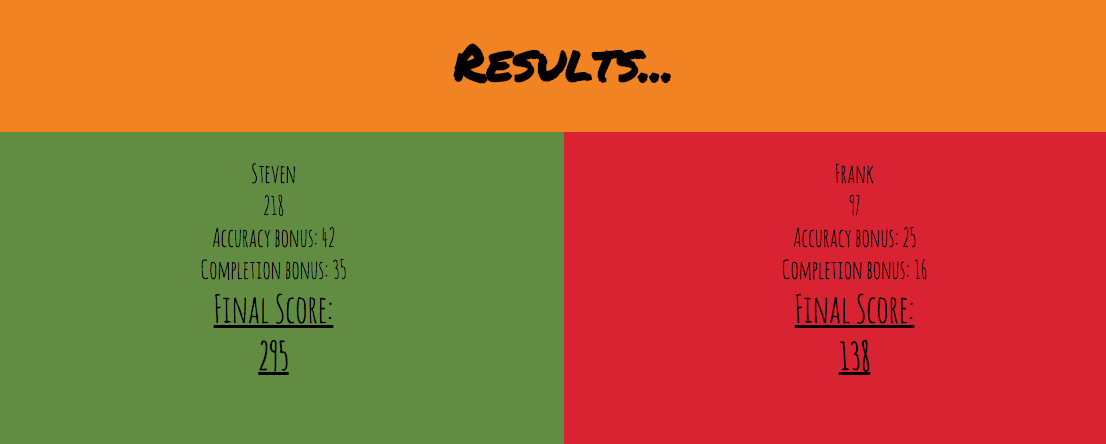 Results...
Steven
218
Accuracy bonus: 42
Completion bonus: 35
Final Score:
295
Frank
97
Accuracy bonus: 25
Completion bonus: 16
Final Score:
138